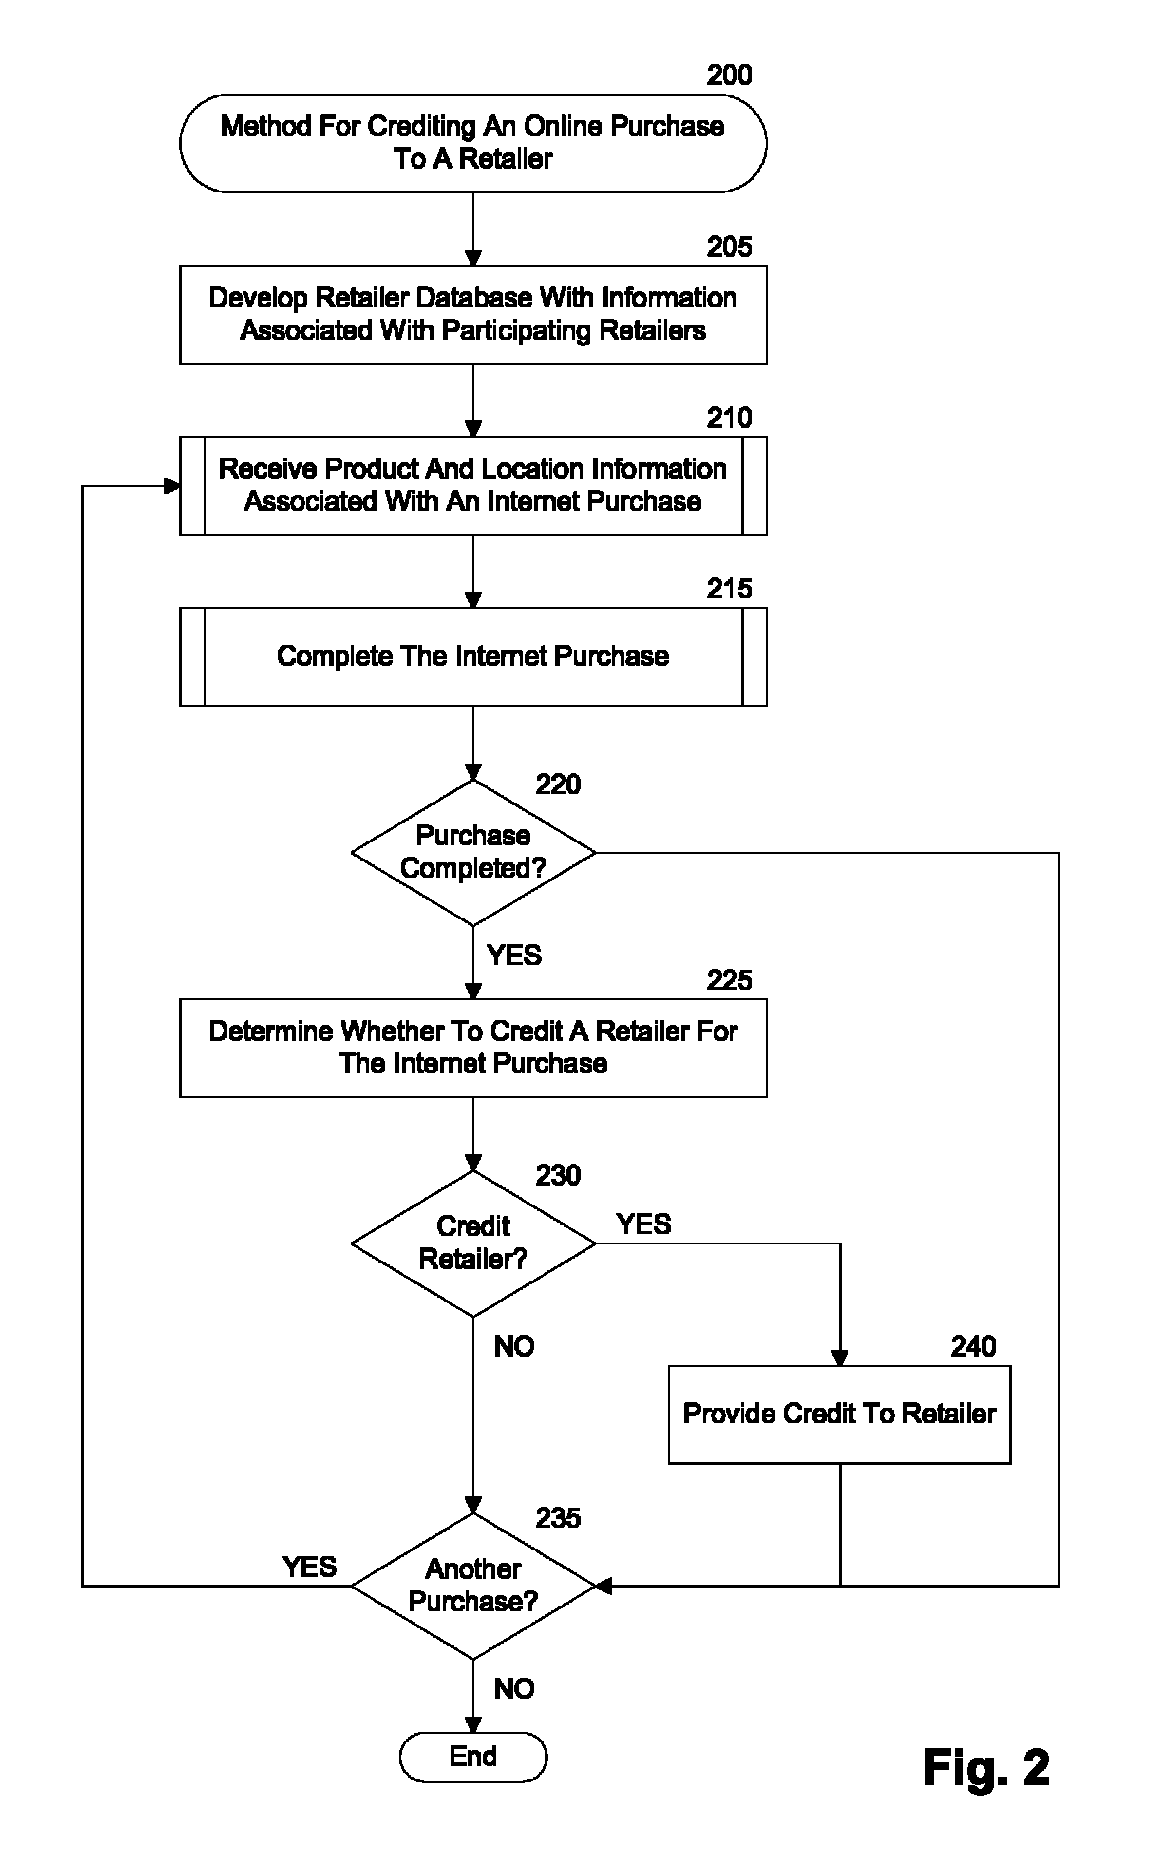 200
Method For Crediting An Online Purchase
To A Retailer
205
Develop Retailer Database With Information
Associated With Participating Retailers
210
Receive Product And Location Information
Associated With An Internet Purchase
215
Complete The Internet Purchase
220
Purchase
Completed?
YES
225
Determine Whether To Credit A Retailer For
The Internet Purchase
230
Credit
Retailer?
YES
NO
240
Provide Credit To Retailer
235
Another
Purchase?
YES
NO
End
Fig. 2